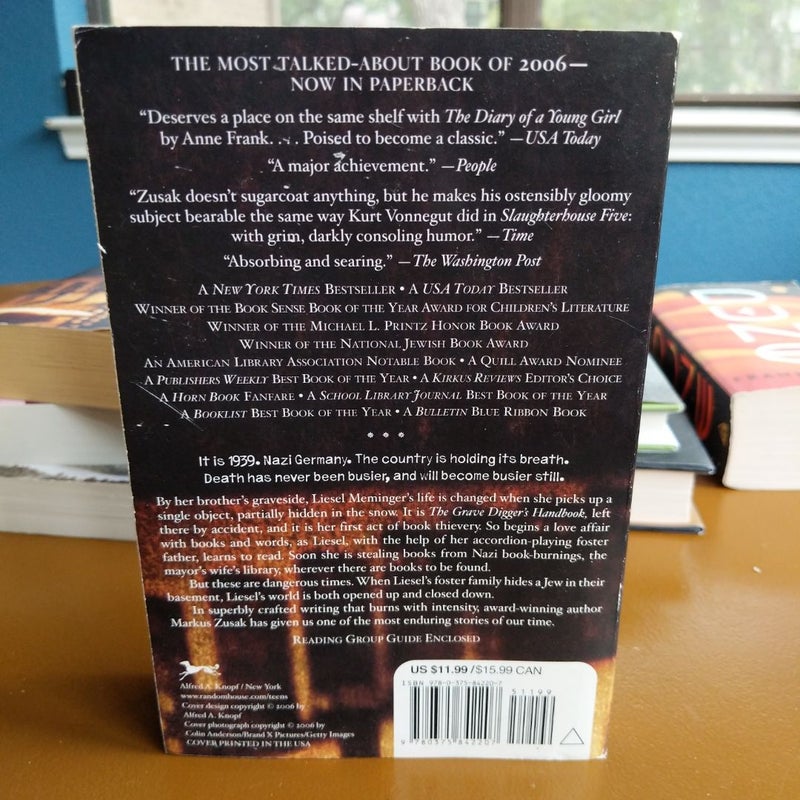 THE MOST TALKED-ABOUT BOOK OF 2006—
NOW IN PAPERBACK
“Deserves a place on the same shelf with The Diary of a Young Girl
by Anne Frank. . . . Poised to become a classic.” —USA Today
“A major achievement.” —People
“Zusak doesn’t sugarcoat anything, but he makes his ostensibly gloomy
subject bearable the same way Kurt Vonnegut did in Slaughterhouse Five:
with grim, darkly consoling humor.” —Time
“Absorbing and searing.” —The Washington Post
A NEW YORK TIMES BESTSELLER • A USA TODAY BESTSELLER
WINNER OF THE BOOK SENSE BOOK OF THE YEAR AWARD FOR CHILDREN’S LITERATURE
WINNER OF THE MICHAEL L. PRINTZ HONOR BOOK AWARD
WINNER OF THE NATIONAL JEWISH BOOK AWARD
AN AMERICAN LIBRARY ASSOCIATION NOTABLE BOOK • A QUILL AWARD NOMINEE
A PUBLISHERS WEEKLY BEST BOOK OF THE YEAR • A KIRKUS REVIEWS EDITOR’S CHOICE
A HORN BOOK FANFARE • A SCHOOL LIBRARY JOURNAL BEST BOOK OF THE YEAR
A BOOKLIST BEST BOOK OF THE YEAR • A BULLETIN BLUE RIBBON BOOK
* * *
It is 1939. Nazi Germany. The country is holding its breath.
Death has never been busier, and will become busier still.
By her brother’s graveside, Liesel Meminger’s life is changed when she picks up a
single object, partially hidden in the snow. It is The Grave Digger’s Handbook, left
there by accident, and it is her first act of book thievery. So begins a love affair
with books and words, as Liesel, with the help of her accordion-playing foster
father, learns to read. Soon she is stealing books from Nazi book-burnings, the
mayor’s wife’s library, wherever there are books to be found.
But these are dangerous times. When Liesel’s foster family hides a Jew in their
basement, Liesel’s world is both opened up and closed down.
In superbly crafted writing that burns with intensity, award-winning author
Markus Zusak has given us one of the most enduring stories of our time.
READING GROUP GUIDE ENCLOSED
Alfred A. Knopf / New York
www.randomhouse.com/teens
Cover design copyright © 2006 by
Alfred A. Knopf
Cover photograph copyright © 2006 by
Colin Anderson/Brand X Pictures/Getty Images
COVER PRINTED IN THE USA
US $11.99 / $15.99 CAN
ISBN 978-0-375-84220-7
51199
9 780375 842207